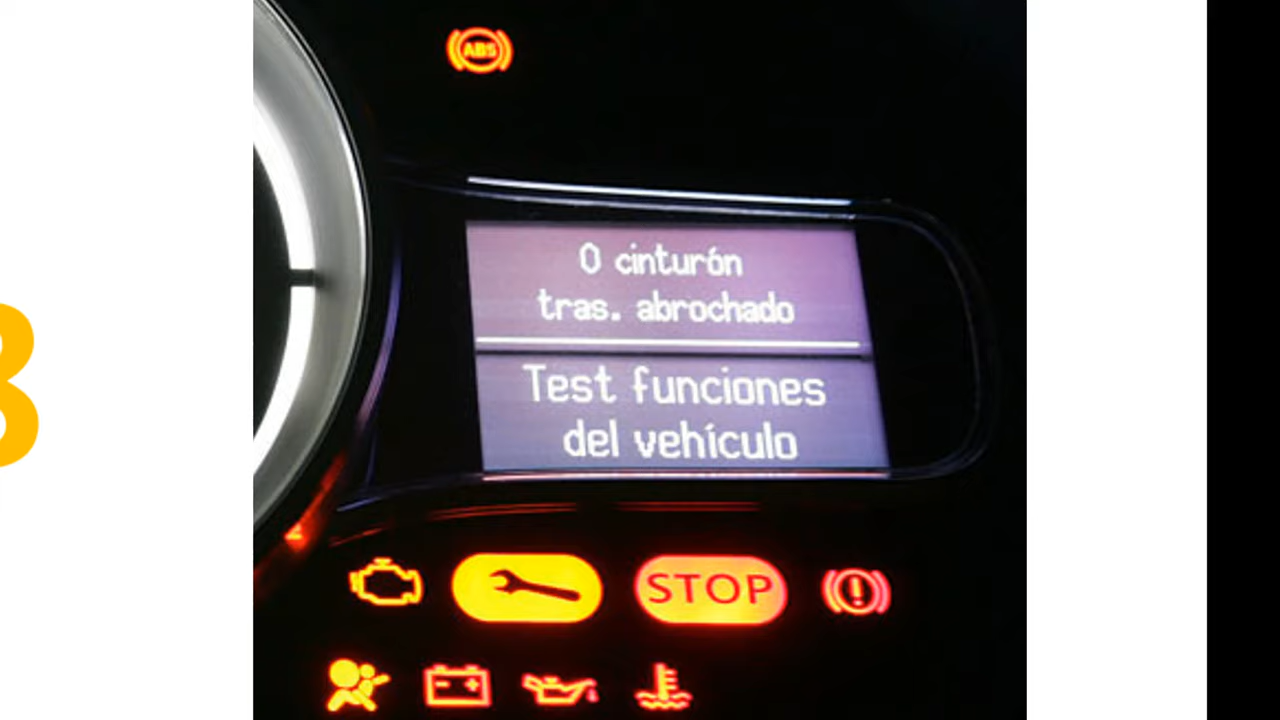 ABS
0 cinturón
tras. abrochado
Test funciones
del vehículo
STOP